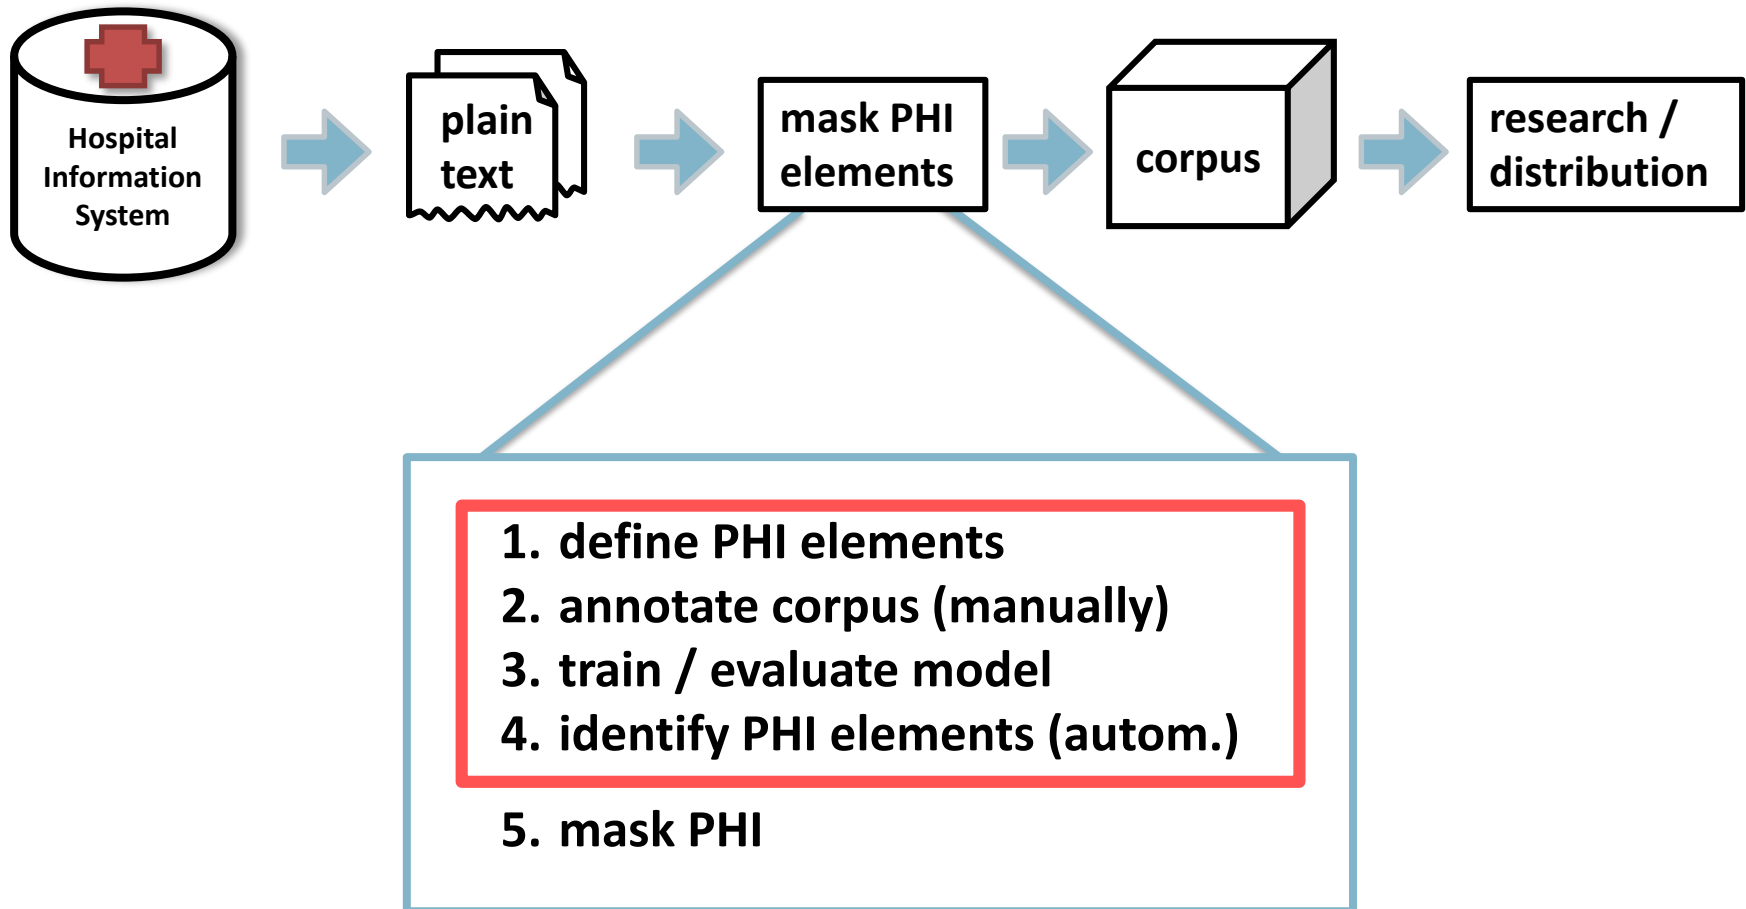 Hospital
Information
System
plain
text
mask PHI
elements
corpus
research /
distribution
1. define PHI elements
2. annotate corpus (manually)
3. train / evaluate model
4. identify PHI elements (autom.)
5. mask PHI